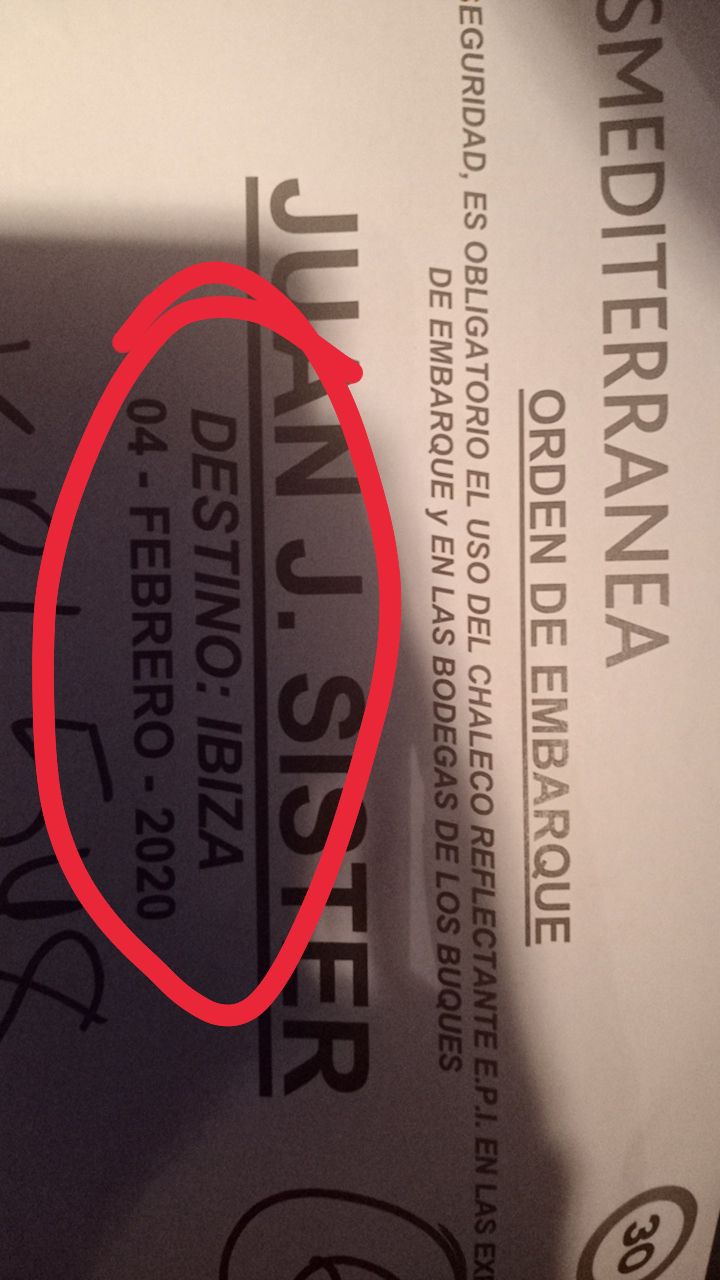 SMEDITERRANEA
ORDEN DE EMBARQUE
SEGURIDAD, ES OBLIGATORIO EL USO DEL CHALECO REFLECTANTE E.P.I. EN LAS EX
DE EMBARQUE y EN LAS BODEGAS DE LOS BUQUES
JUAN J. SISTER
DESTINO: IBIZA
04 - FEBRERO - 2020
30